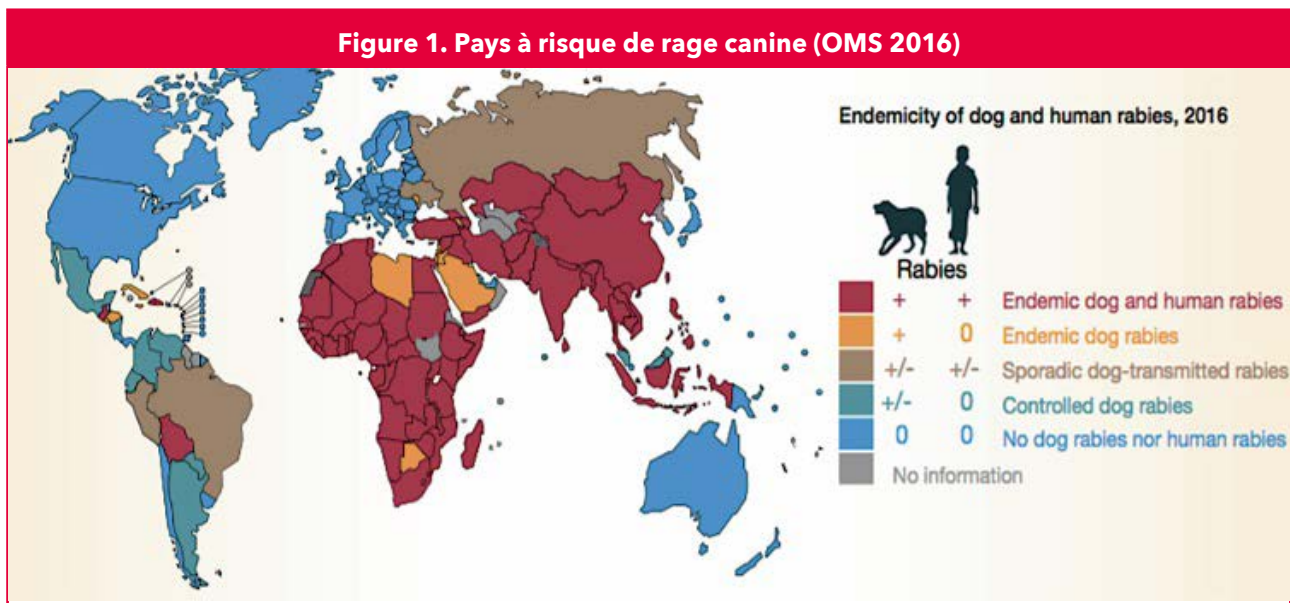 Figure 1. Pays à risque de rage canine (OMS 2016)
Endemicity of dog and human rabies, 2016
Rabies
+ + Endemic dog and human rabies
+ 0 Endemic dog rabies
+/- +/- Sporadic dog-transmitted rabies
+/- 0 Controlled dog rabies
0 0 No dog rabies nor human rabies
No information